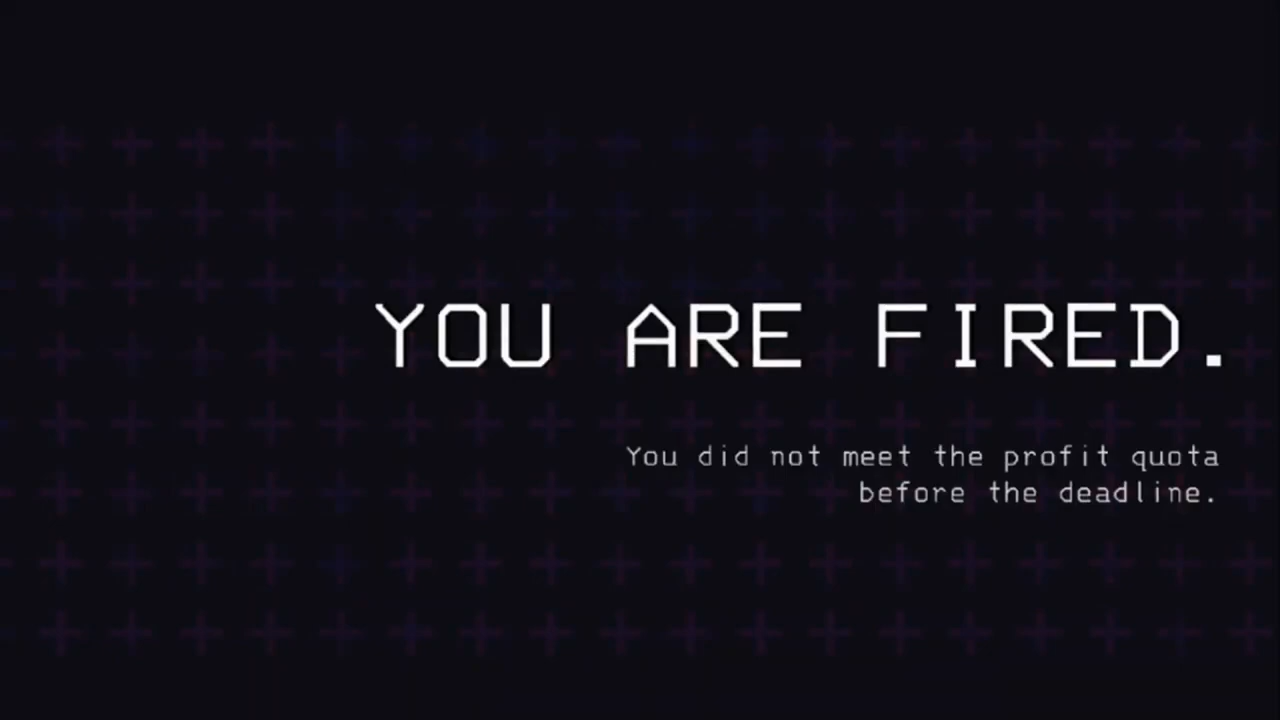 YOU ARE FIRED.
You did not meet the profit quota
before the deadline.